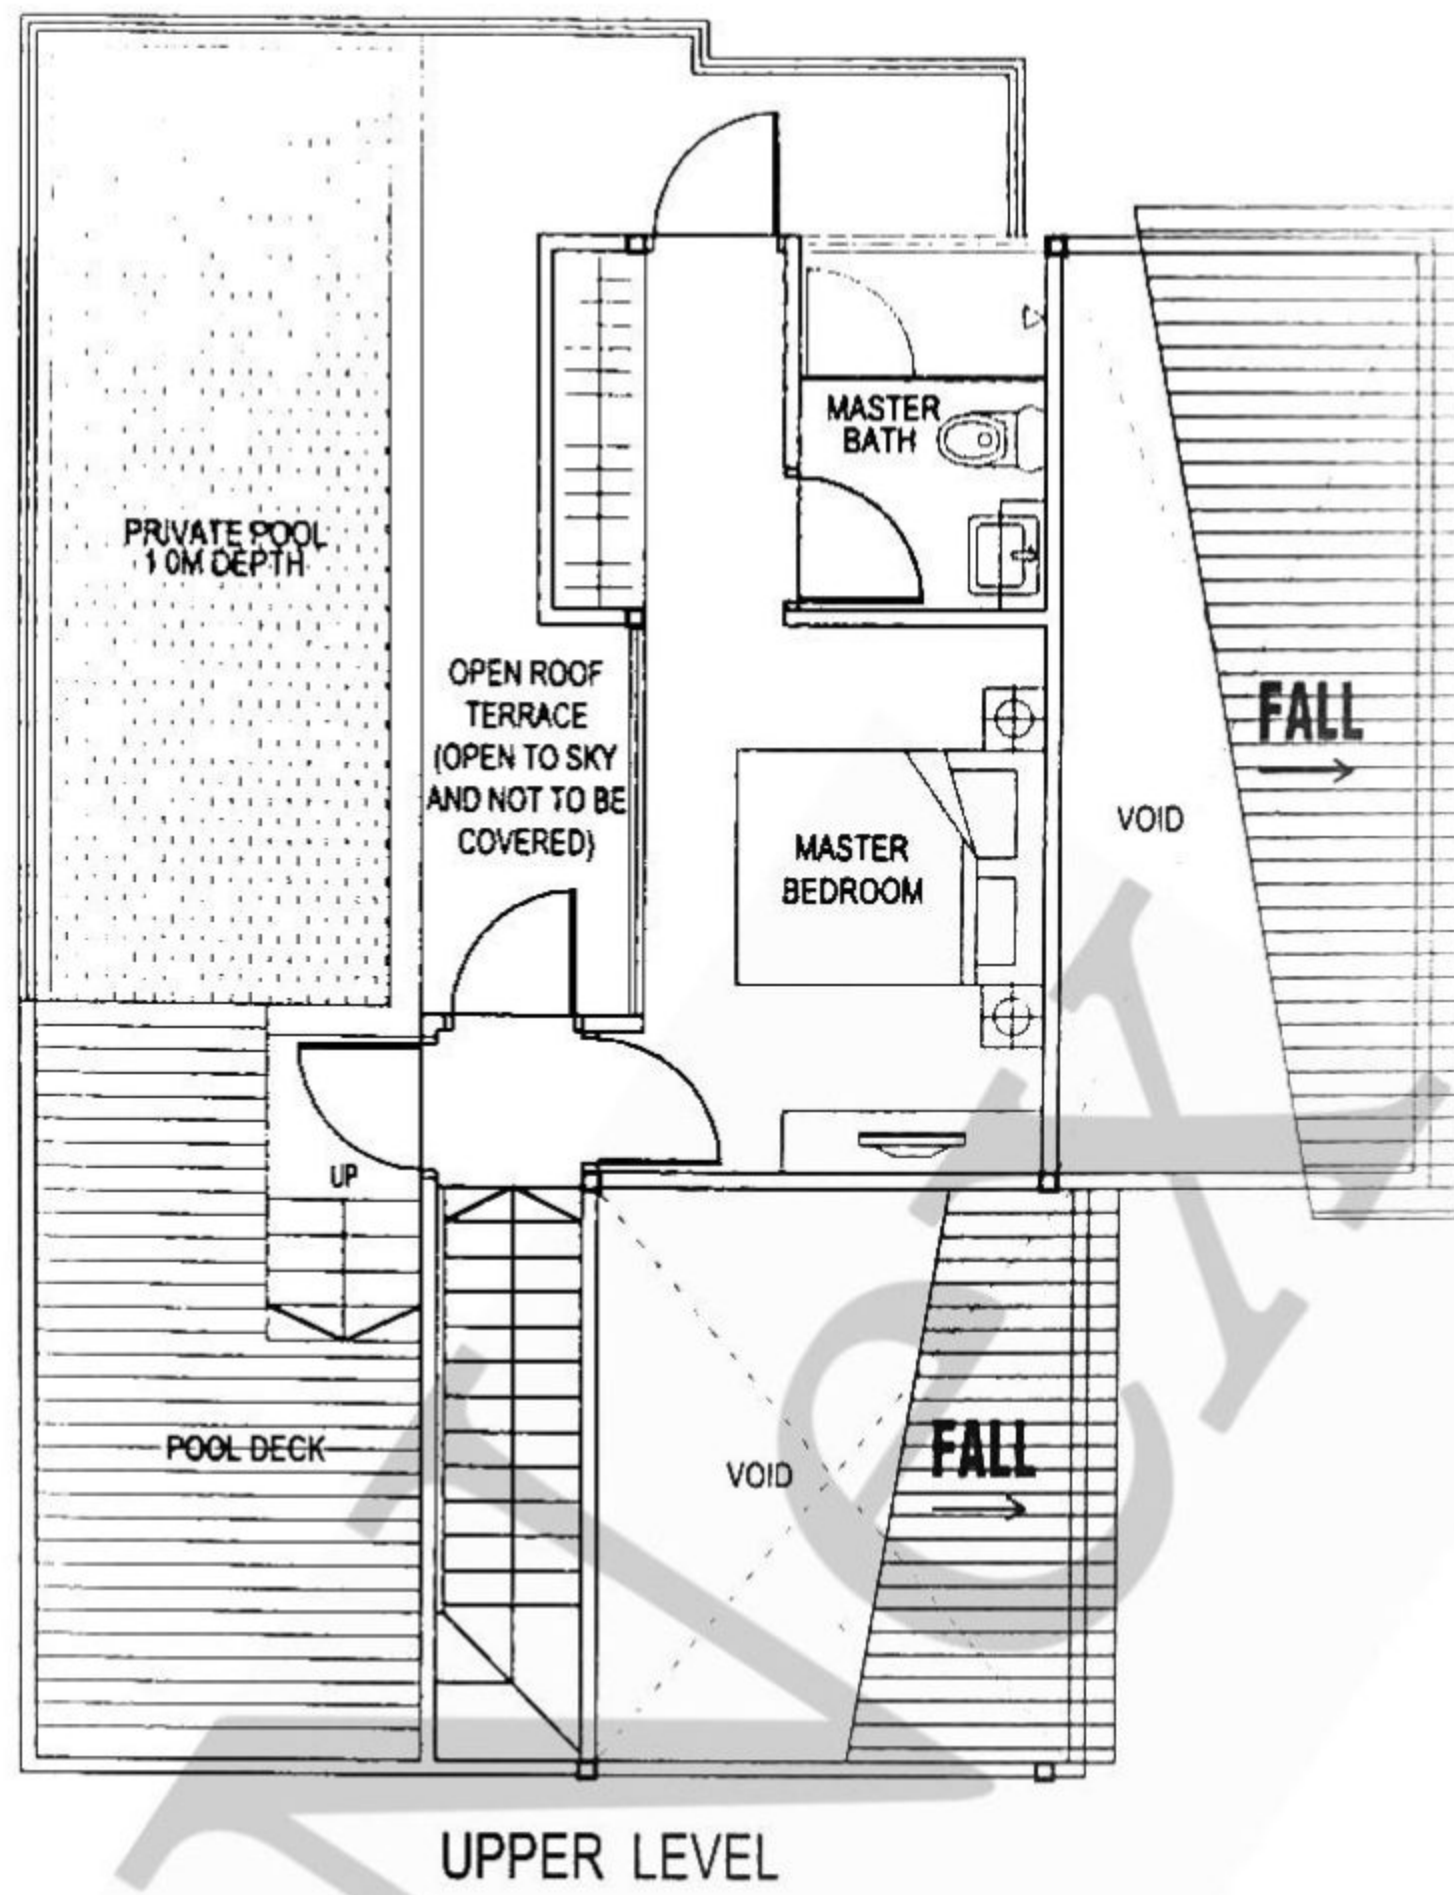 MASTER
BATH
PRIVATE POOL
1 0M DEPTH
OPEN ROOF
TERRACE
(OPEN TO SKY
AND NOT TO BE
COVERED)
FALL
VOID
MASTER
BEDROOM
UP
POOL DECK
VOID
FALL
UPPER LEVEL